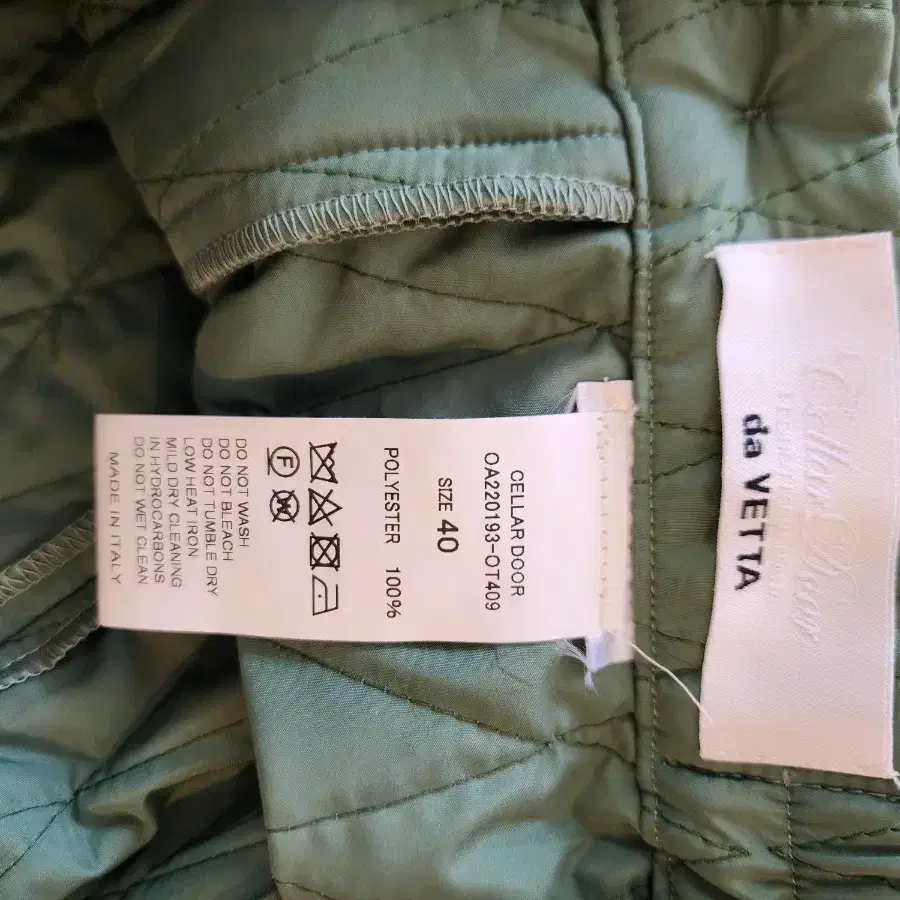 CELLAR DOOR
OA220193-OT409
SIZE 40
POLYESTER 100%
F
W
DO NOT WASH
DO NOT BLEACH
DO NOT TUMBLE DRY
LOW HEAT IRON
MILD DRY CLEANING
IN HYDROCARBONS
DO NOT WET CLEAN
MADE IN ITALY
Cellar Door
da VETTA